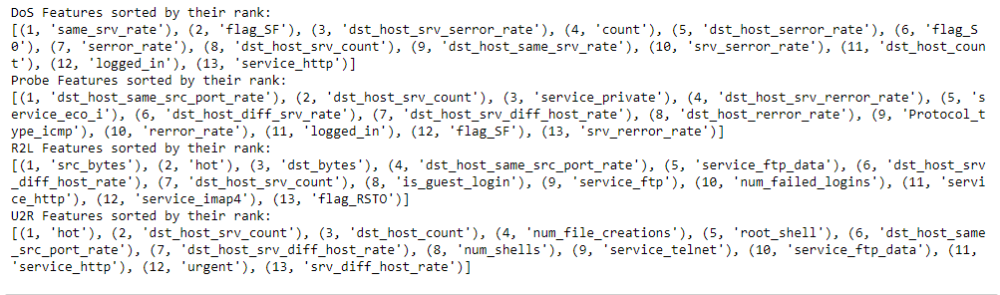 DoS Features sorted by their rank:
[(1, 'same_srv_rate'), (2, 'flag_SF'), (3, 'dst_host_srv_serror_rate'), (4, 'count'), (5, 'dst_host_serror_rate'), (6, 'flag_S
0'), (7, 'serror_rate'), (8, 'dst_host_srv_count'), (9, 'dst_host_same_srv_rate'), (10, 'srv_serror_rate'), (11, 'dst_host_coun
t'), (12, 'logged_in'), (13, 'service_http')]
Probe Features sorted by their rank:
[(1, 'dst_host_same_src_port_rate'), (2, 'dst_host_srv_count'), (3, 'service_private'), (4, 'dst_host_srv_rerror_rate'), (5, 's
ervice_eco_i'), (6, 'dst_host_diff_srv_rate'), (7, 'dst_host_srv_diff_host_rate'), (8, 'dst_host_rerror_rate'), (9, 'Protocol_t
ype_icmp'), (10, 'rerror_rate'), (11, 'logged_in'), (12, 'flag_SF'), (13, 'srv_rerror_rate')]
R2L Features sorted by their rank:
[(1, 'src_bytes'), (2, 'hot'), (3, 'dst_bytes'), (4, 'dst_host_same_src_port_rate'), (5, 'service_ftp_data'), (6, 'dst_host_srv
_diff_host_rate'), (7, 'dst_host_srv_count'), (8, 'is_guest_login'), (9, 'service_ftp'), (10, 'num_failed_logins'), (11, 'servi
ce_http'), (12, 'service_imap4'), (13, 'flag_RSTO')]
U2R Features sorted by their rank:
[(1, 'hot'), (2, 'dst_host_srv_count'), (3, 'dst_host_count'), (4, 'num_file_creations'), (5, 'root_shell'), (6, 'dst_host_same
_src_port_rate'), (7, 'dst_host_srv_diff_host_rate'), (8, 'num_shells'), (9, 'service_telnet'), (10, 'service_ftp_data'), (11,
'service_http'), (12, 'urgent'), (13, 'srv_diff_host_rate')]